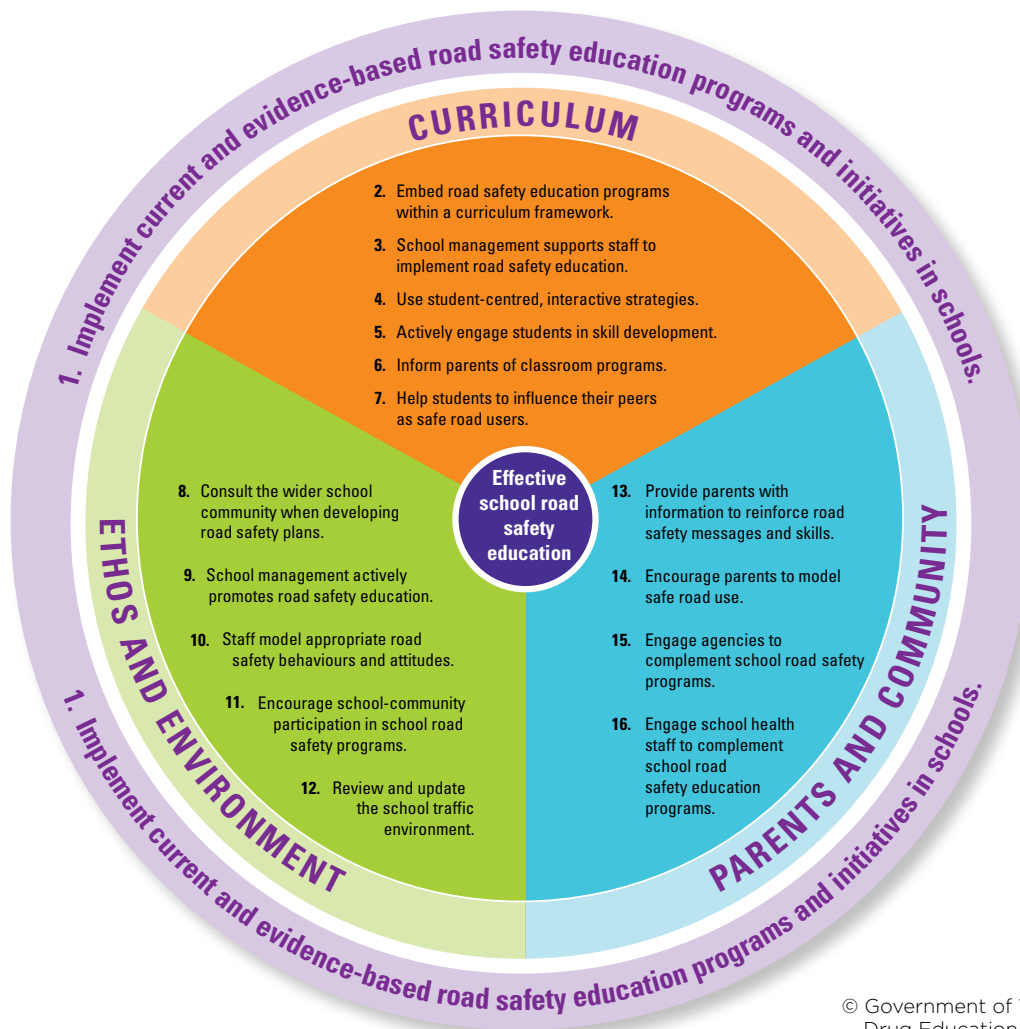 1. Implement current and evidence-based road safety education programs and initiatives in schools.
CURRICULUM
2. Embed road safety education programs
within a curriculum framework.
3. School management supports staff to
implement road safety education.
4. Use student-centred, interactive strategies.
5. Actively engage students in skill development.
6. Inform parents of classroom programs.
7. Help students to influence their peers
as safe road users.
Effective
school road
safety
education
ETHOS AND ENVIRONMENT
8. Consult the wider school
community when developing
road safety plans.
9. School management actively
promotes road safety education.
10. Staff model appropriate road
safety behaviours and attitudes.
11. Encourage school-community
participation in school road
safety programs.
12. Review and update
the school traffic
environment.
PARENTS AND COMMUNITY
13. Provide parents with
information to reinforce road
safety messages and skills.
14. Encourage parents to model
safe road use.
15. Engage agencies to
complement school road safety
programs.
16. Engage school health
staff to complement
school road
safety education
programs.
1. Implement current and evidence-based road safety education programs and initiatives in schools.
© Government of
Drug Education